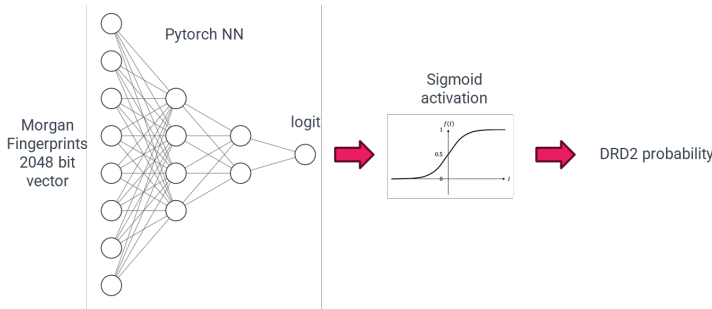 Pytorch NN
Morgan
Fingerprints
2048 bit
vector
logit
Sigmoid
activation
f(t)
1
0.5
0
t
DRD2 probability